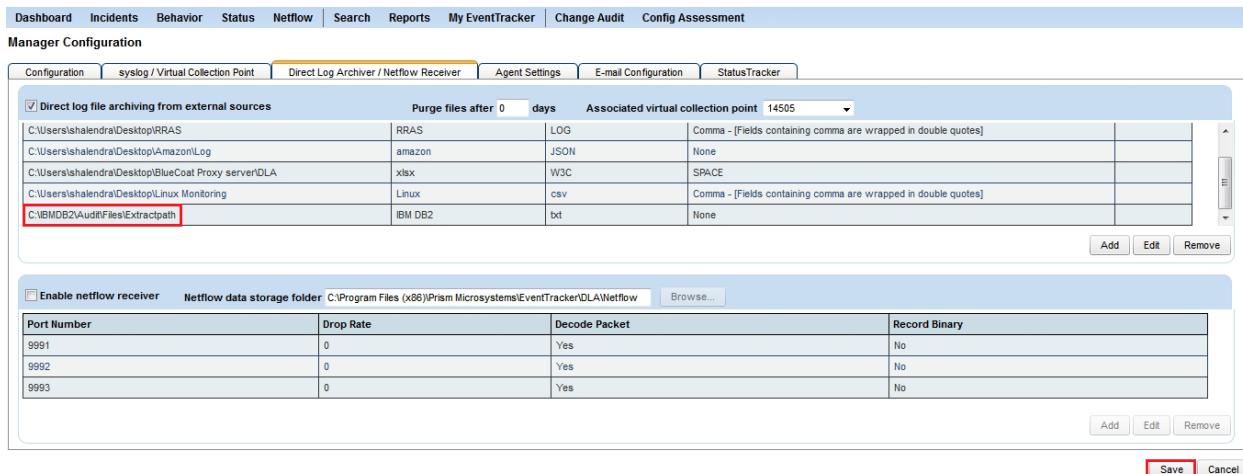 Dashboard Incidents Behavior Status Netflow Search Reports My EventTracker Change Audit Config Assessment
Manager Configuration
Configuration syslog / Virtual Collection Point Direct Log Archiver / Netflow Receiver Agent Settings E-mail Configuration StatusTracker
Direct log file archiving from external sources Purge files after 0 days Associated virtual collection point 14505
C:\Users\shalendra\Desktop\RRAS RRAS LOG Comma - [Fields containing comma are wrapped in double quotes]
C:\Users\shalendra\Desktop\Amazon\Log amazon JSON None
C:\Users\shalendra\Desktop\BlueCoat Proxy server\DLA xlsx W3C SPACE
C:\Users\shalendra\Desktop\Linux Monitoring Linux csv Comma - [Fields containing comma are wrapped in double quotes]
C:\IBMDB2\Audit\Files\Extractpath IBM DB2 txt None
Add Edit Remove
Enable netflow receiver Netflow data storage folder C:\Program Files (x86)\Prism Microsystems\EventTracker\DLA\Netflow Browse...
Port Number Drop Rate Decode Packet Record Binary
9991 0 Yes No
9992 0 Yes No
9993 0 Yes No
Add Edit Remove
Save Cancel